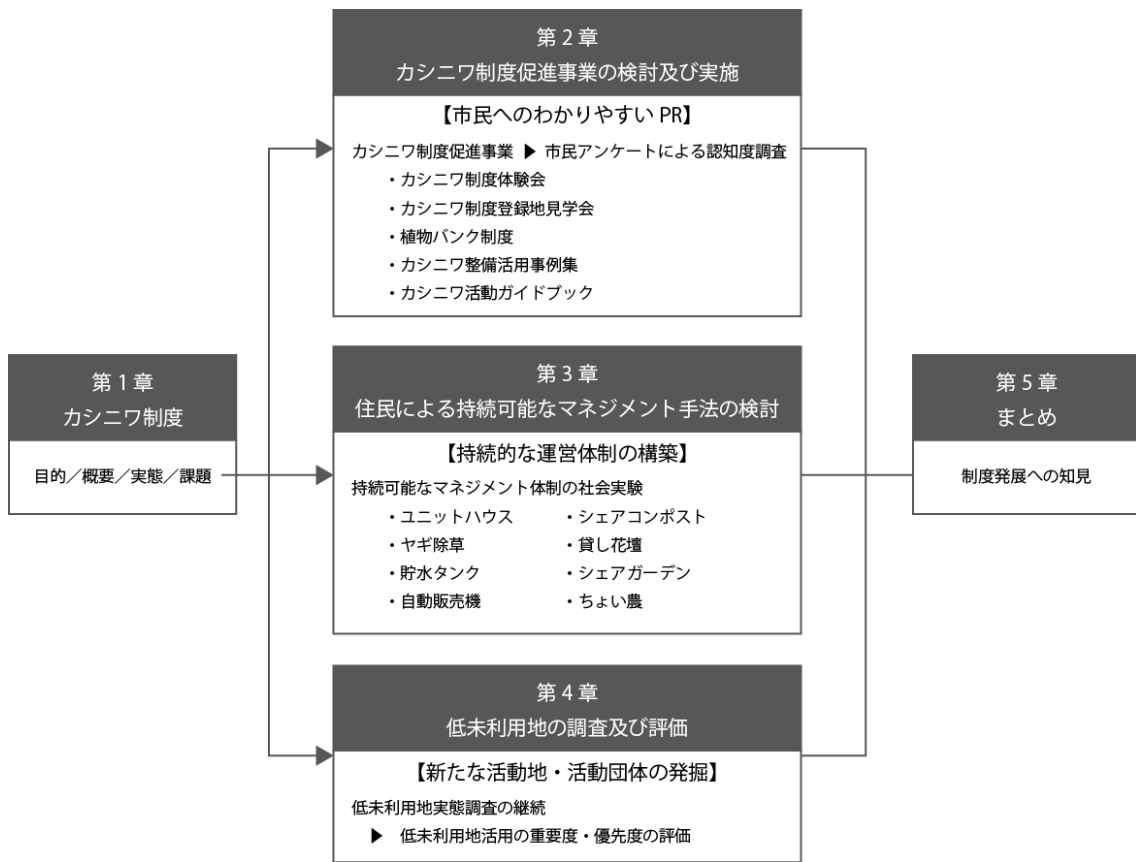 第1章
カシニワ制度
目的／概要／実態／課題
第2章
カシニワ制度促進事業の検討及び実施
【市民へのわかりやすいPR】
カシニワ制度促進事業 ▶ 市民アンケートによる認知度調査
・カシニワ制度体験会
・カシニワ制度登録地見学会
・植物バンク制度
・カシニワ整備活用事例集
・カシニワ活動ガイドブック
第3章
住民による持続可能なマネジメント手法の検討
【持続的な運営体制の構築】
持続可能なマネジメント体制の社会実験
・ユニットハウス ・シェアコンポスト
・ヤギ除草 ・貸し花壇
・貯水タンク ・シェアガーデン
・自動販売機 ・ちょい農
第4章
低未利用地の調査及び評価
【新たな活動地・活動団体の発掘】
低未利用地実態調査の継続
▶ 低未利用地活用の重要度・優先度の評価
第5章
まとめ
制度発展への知見